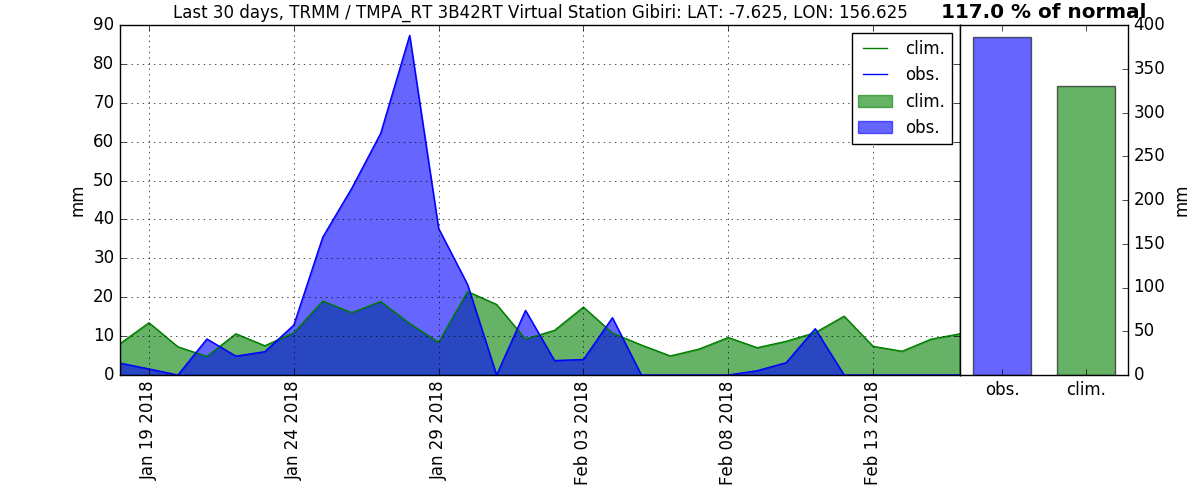 Last 30 days, TRMM / TMPA_RT 3B42RT Virtual Station Gibiri: LAT: -7.625, LON: 156.625
117.0 % of normal
90
80
70
60
50
40
30
20
10
0
mm
clim.
obs.
clim.
obs.
Jan 19 2018
Jan 24 2018
Jan 29 2018
Feb 03 2018
Feb 08 2018
Feb 13 2018
400
350
300
250
200
150
100
50
0
mm
obs.
clim.